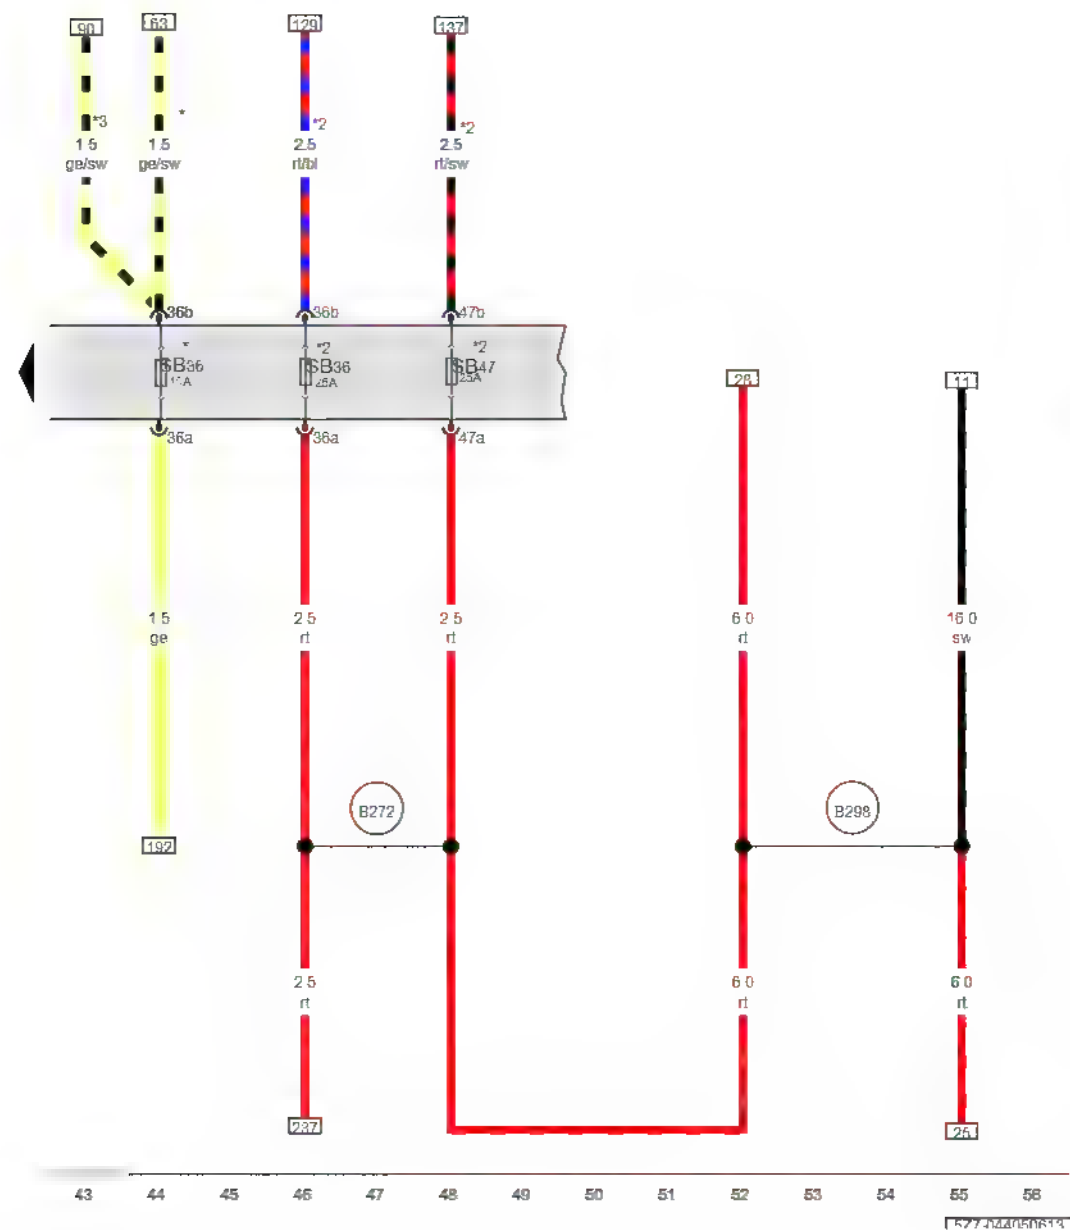 90 63 129 137
*3 * *2 *2
1.5 1.5 2.5 2.5
ge/sw ge/sw rt/bl rt/sw
36b 36b 47b
* *2 *2
SB36 SB36 SB47
25A
28 11
36a 36a 47a
1.5 2.5 2.5 6.0 16.0
ge rt rt rt sw
B272 B298
192
2.5 6.0 6.0
rt rt rt
237 25
43 44 45 46 47 48 49 50 51 52 53 54 55 56